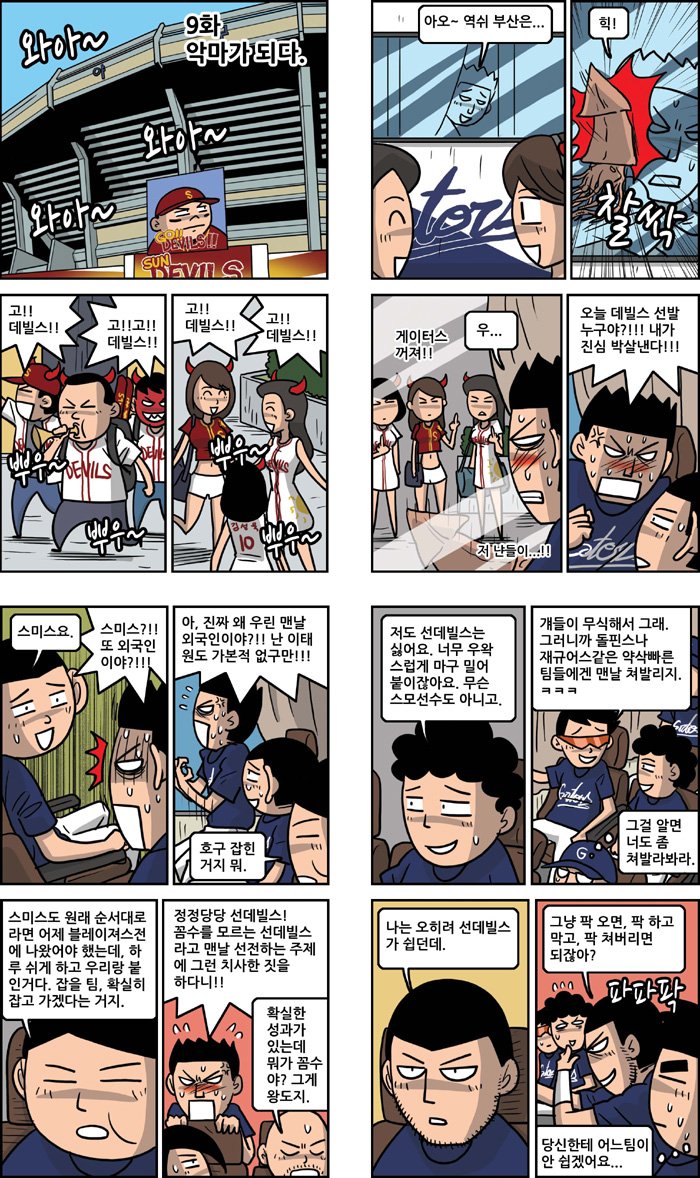 와아~
9화
악마가 되다.
와아~
와아~
S
GO!!
DEVILS!!!
SUN
DEVILS
고!!
데빌스!!
고!!고!!
데빌스!!
DEVILS
뿌우~
뿌우~
고!!
데빌스!!
고!!
데빌스!!
S
DEVILS
뿌우~
김성욱
10
뿌우~
아오~ 역쉬 부산은...
ators
힉!
찰싹
게이터스
꺼져!!
우...
저 냔들이...!!
오늘 데빌스 선발
누구야?!!! 내가
진심 박살낸다!!!
ators
스미스요.
스미스?!!
또 외국인
이야?!!!
아, 진짜 왜 우린 맨날
외국인이야?!! 난 이태
원도 가본적 없구만!!!
호구 잡힌
거지 뭐.
스미스도 원래 순서대로
라면 어제 블레이져스전
에 나왔어야 했는데, 하
루 쉬게 하고 우리랑 붙
인거다. 잡을 팀, 확실히
잡고 가겠다는 거지.
정정당당 선데빌스!
꼼수를 모르는 선데빌스
라고 맨날 선전하는 주제
에 그런 치사한 짓을
하다니!!
확실한
성과가
있는데
뭐가 꼼수
야? 그게
왕도지.
저도 선데빌스는
싫어요. 너무 우왁
스럽게 마구 밀어
붙이잖아요. 무슨
스모선수도 아니고.
걔들이 무식해서 그래.
그러니까 돌핀스나
재규어스같은 약삭빠른
팀들에겐 맨날 쳐발리지.
ㅋㅋㅋ
Gators
G
그걸 알면
너도 좀
쳐발라봐라.
나는 오히려 선데빌스
가 쉽던데.
그냥 팍 오면, 팍 하고
막고, 팍 쳐버리면
되잖아?
파파팍
당신한테 어느팀이
안 쉽겠어요...